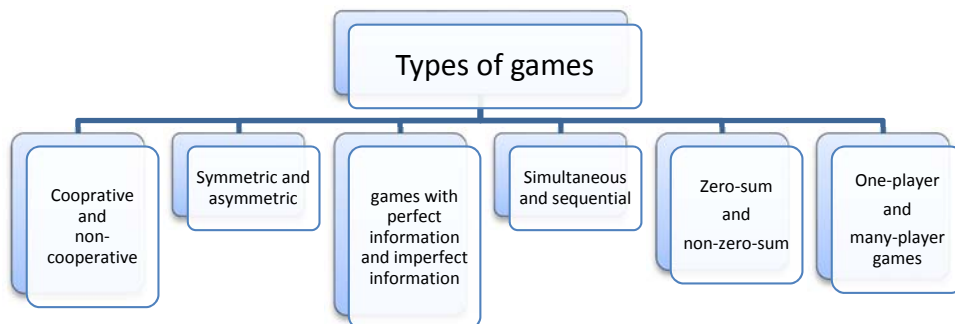 Types of games
Cooprative
and
non-
cooperative
Symmetric and
asymmetric
games with
perfect
information
and imperfect
information
Simultaneous
and sequential
Zero-sum
and
non-zero-sum
One-player
and
many-player
games